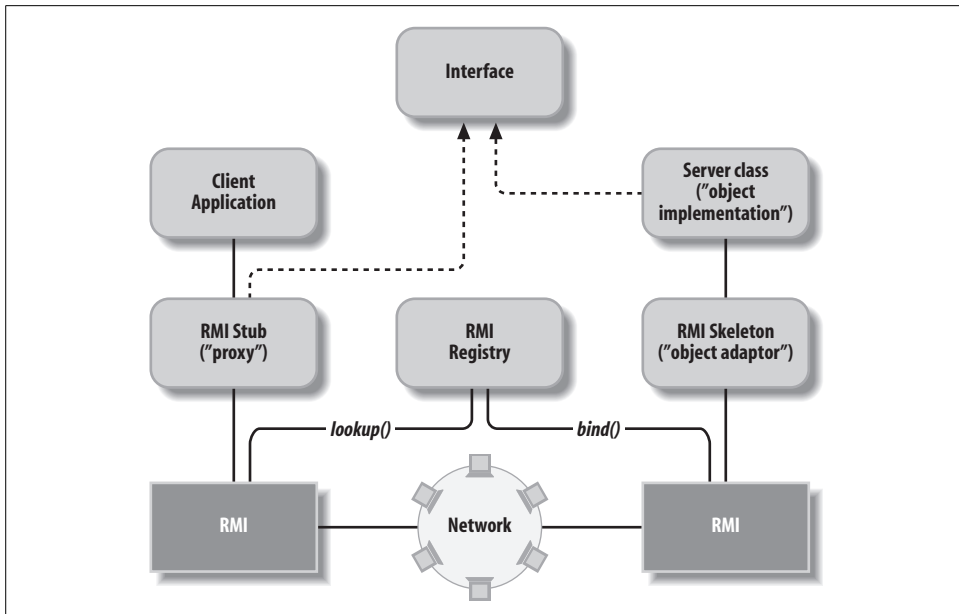 Interface
Client
Application
Server class
(”object
implementation”)
RMI Stub
(”proxy”)
RMI
Registry
RMI Skeleton
(”object adaptor”)
lookup()
bind()
RMI
Network
RMI